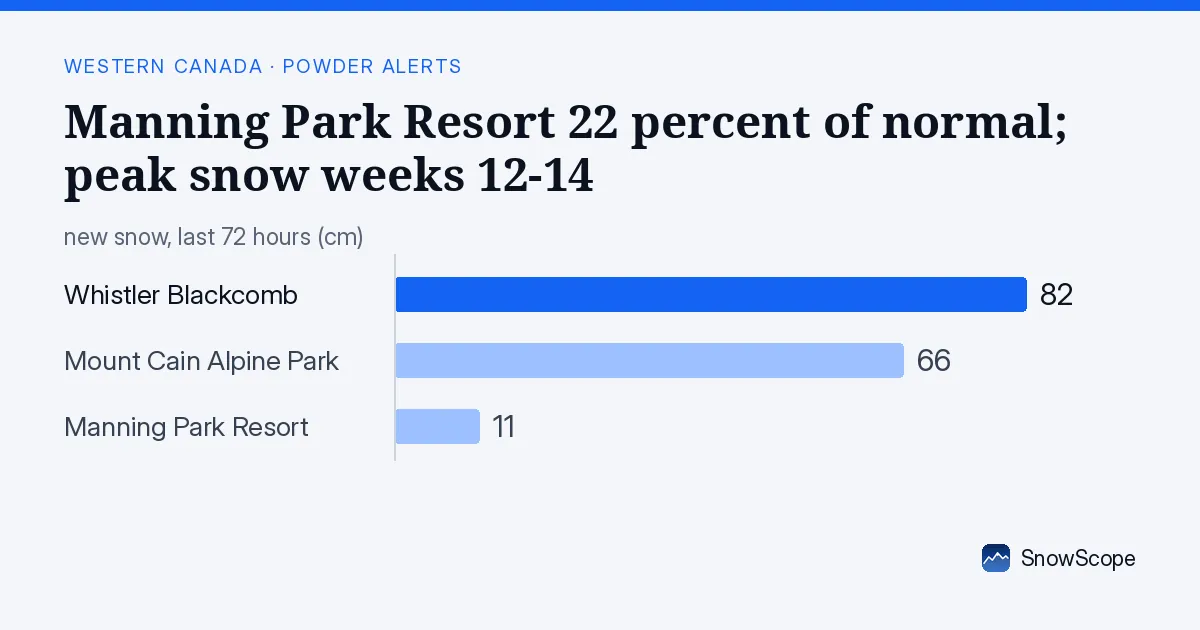 WESTERN CANADA · POWDER ALERTS
Manning Park Resort 22 percent of normal;
peak snow weeks 12-14
new snow, last 72 hours (cm)
Whistler Blackcomb 82
Mount Cain Alpine Park 66
Manning Park Resort 11
SnowScope